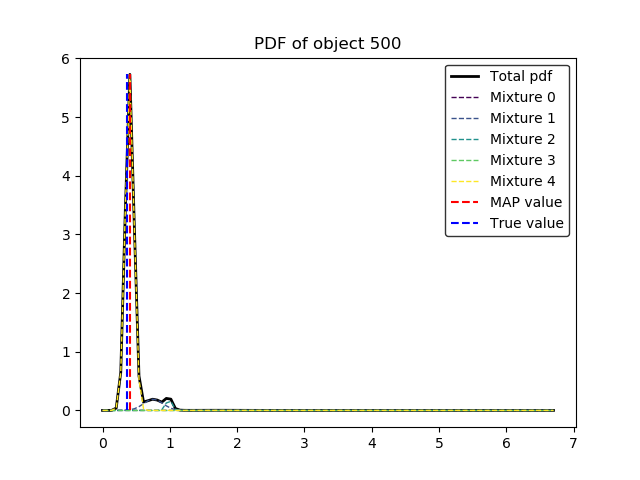 PDF of object 500
6
5
4
3
2
1
0
0 1 2 3 4 5 6 7
Total pdf
Mixture 0
Mixture 1
Mixture 2
Mixture 3
Mixture 4
MAP value
True value